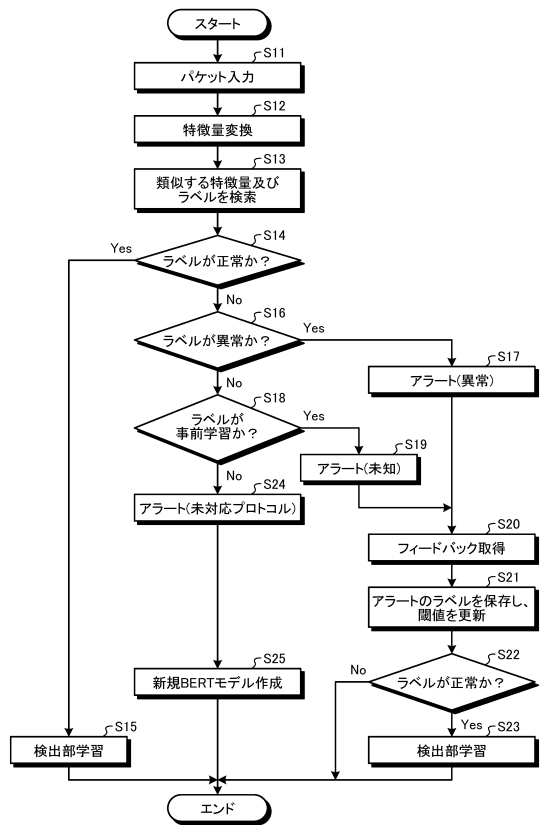 スタート
S11
パケット入力
S12
特徴量変換
S13
類似する特徴量及び
ラベルを検索
S14
Yes
ラベルが正常か？
No
S16
Yes
ラベルが異常か？
S17
アラート(異常)
No
S18
Yes
ラベルが
事前学習か？
S19
アラート(未知)
No
S24
アラート(未対応プロトコル)
S20
フィードバック取得
S21
アラートのラベルを保存し、
閾値を更新
S22
No
ラベルが正常か？
S25
新規BERTモデル作成
Yes
S15
検出部学習
S23
検出部学習
エンド